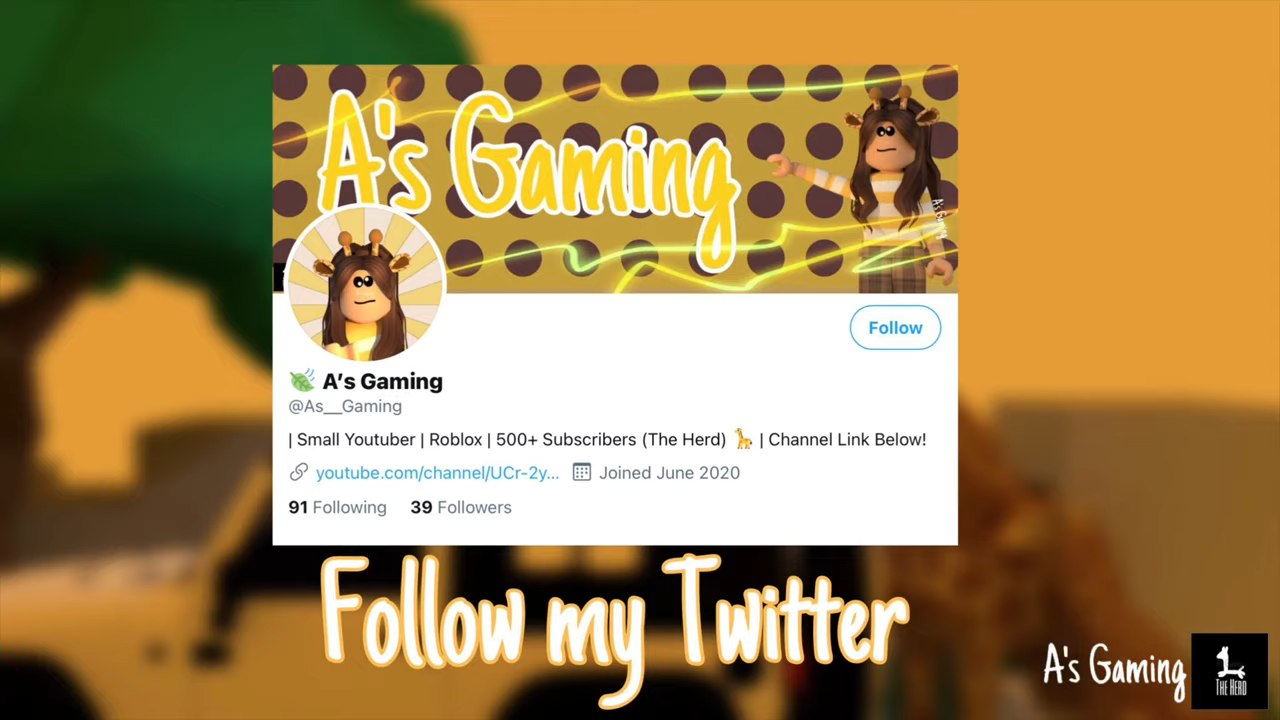 A's Gaming
A's Gaming
Follow
🍃 A's Gaming
@As__Gaming
| Small Youtuber | Roblox | 500+ Subscribers (The Herd) 🦒 | Channel Link Below!
youtube.com/channel/UCr-2y... Joined June 2020
91 Following 39 Followers
Follow my Twitter
A's Gaming
THE HERD